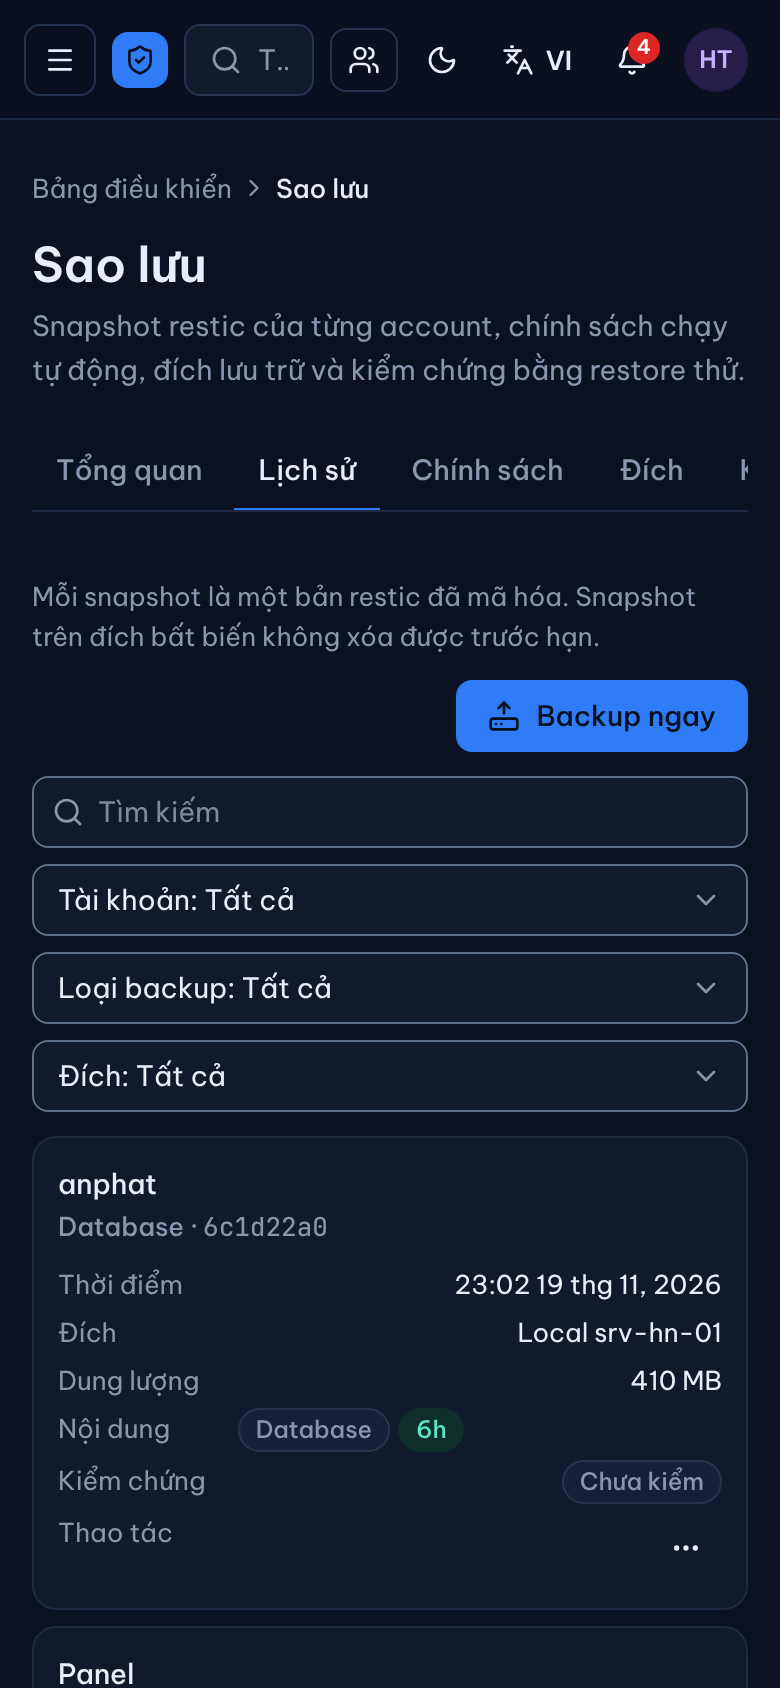 T..
VI
4
HT
Bảng điều khiển > Sao lưu
Sao lưu
Snapshot restic của từng account, chính sách chạy
tự động, đích lưu trữ và kiểm chứng bằng restore thử.
Tổng quan Lịch sử Chính sách Đích
Mỗi snapshot là một bản restic đã mã hóa. Snapshot
trên đích bất biến không xóa được trước hạn.
Backup ngay
Tìm kiếm
Tài khoản: Tất cả
Loại backup: Tất cả
Đích: Tất cả
anphat
Database · 6c1d22a0
Thời điểm 23:02 19 thg 11, 2026
Đích Local srv-hn-01
Dung lượng 410 MB
Nội dung Database 6h
Kiểm chứng Chưa kiểm
Thao tác ...
Panel